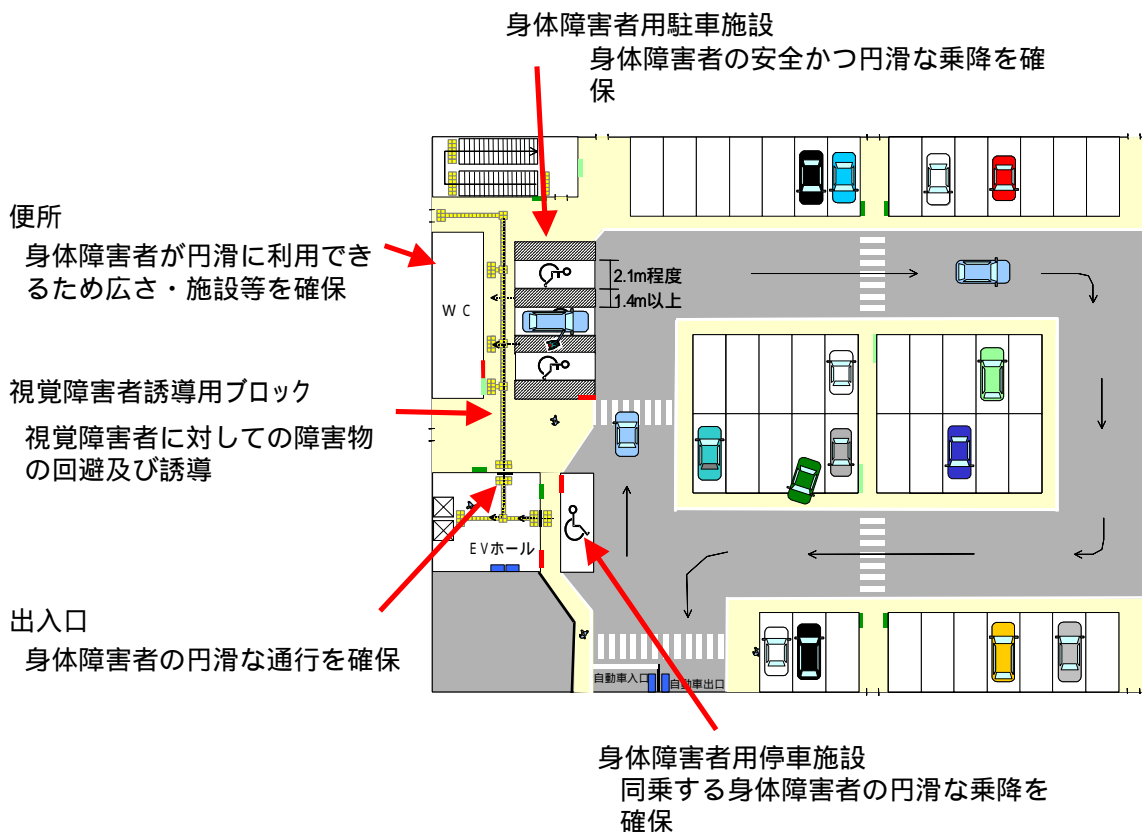 身体障害者用駐車施設
身体障害者の安全かつ円滑な乗降を確
保
便所
身体障害者が円滑に利用でき
るため広さ・施設等を確保
2.1m程度
1.4m以上
WC
視覚障害者誘導用ブロック
視覚障害者に対しての障害物
の回避及び誘導
EVホール
出入口
身体障害者の円滑な通行を確保
自動車入口
自動車出口
身体障害者用停車施設
同乗する身体障害者の円滑な乗降を
確保